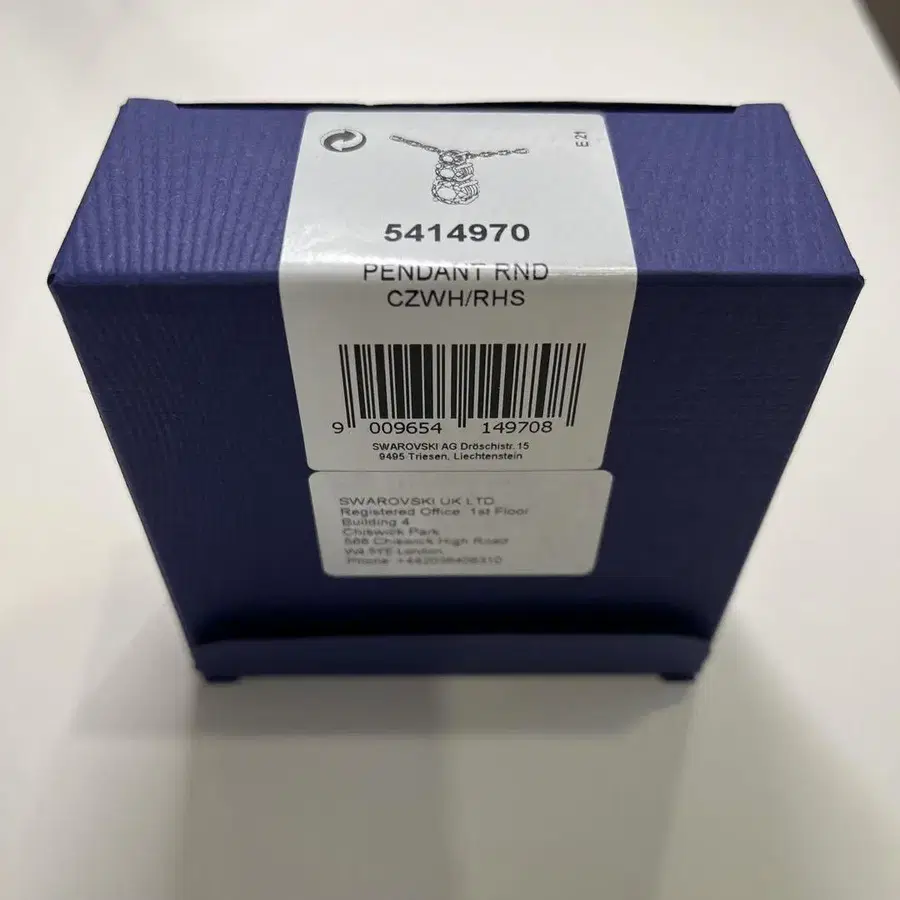 E 21
5414970
PENDANT RND
CZWH/RHS
9 009654 149708
SWAROVSKI AG Dröschistr. 15
9495 Triesen, Liechtenstein
SWAROVSKI UK LTD
Registered Office 1st Floor
Building 4
Chiswick Park
566 Chiswick High Road
W4 5YE London
Phone